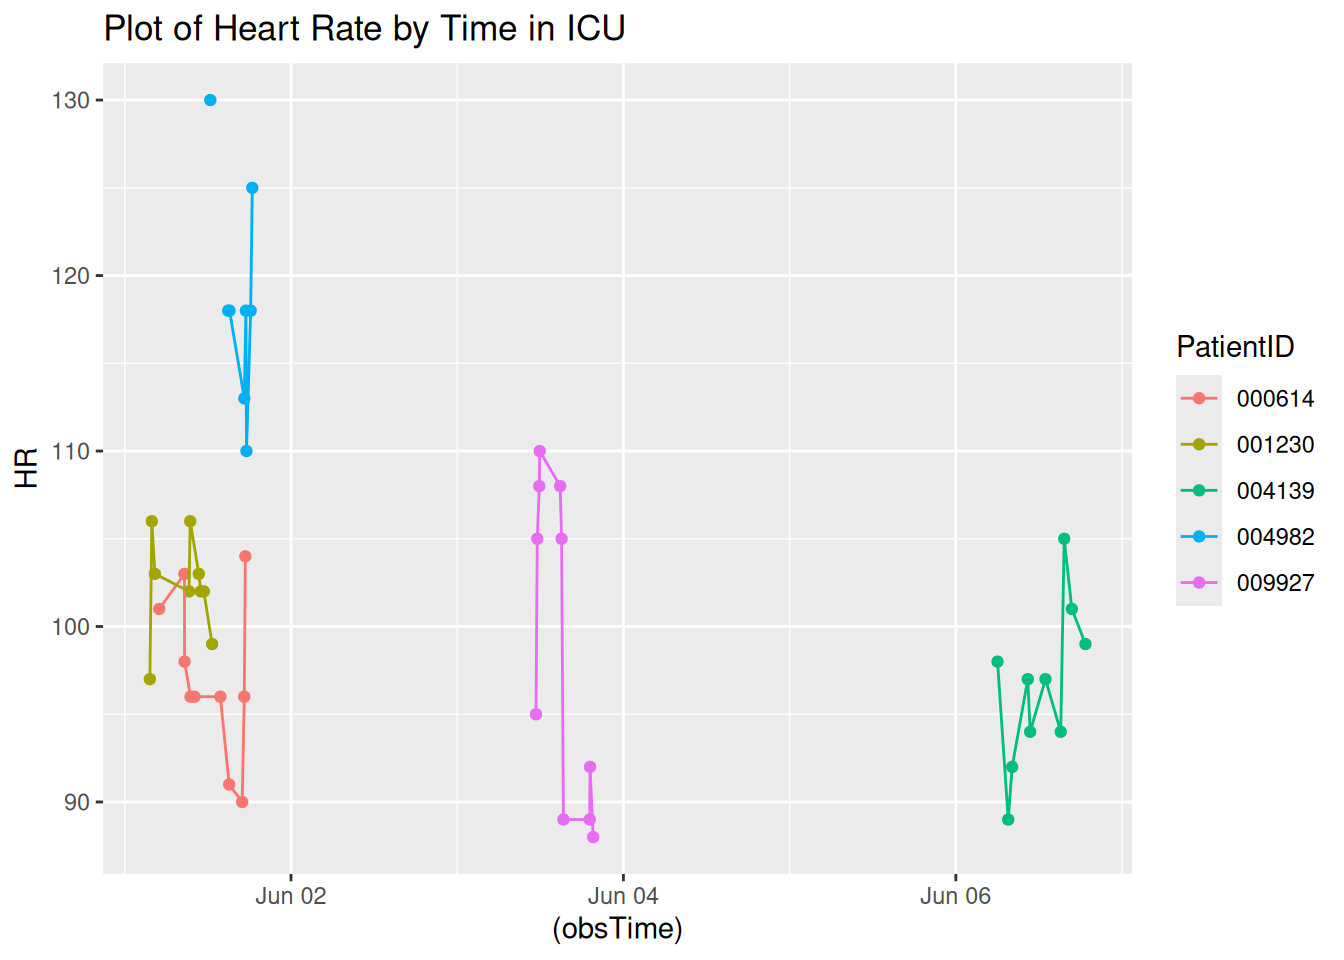 Plot of Heart Rate by Time in ICU
130
120
110
100
90
HR
Jun 02
Jun 04
Jun 06
(obsTime)
PatientID
000614
001230
004139
004982
009927